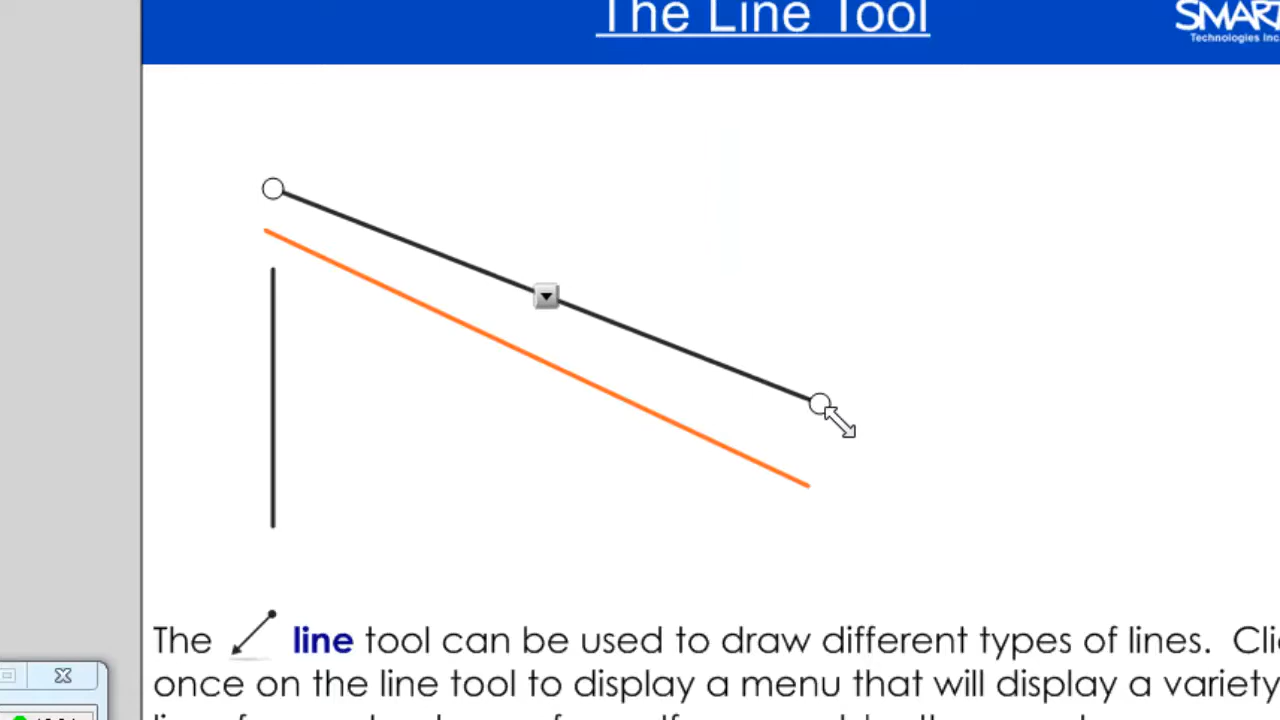 The Line Tool
SMART
Technologies Inc.
The line tool can be used to draw different types of lines. Clic
once on the line tool to display a menu that will display a variety